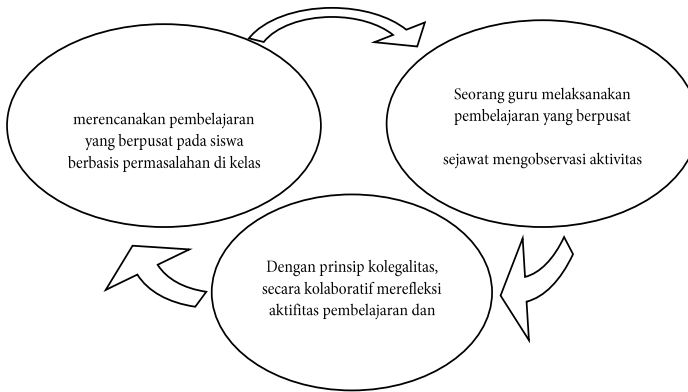 merencanakan pembelajaran
yang berpusat pada siswa
berbasis permasalahan di kelas
Seorang guru melaksanakan
pembelajaran yang berpusat
sejawat mengobservasi aktivitas
Dengan prinsip kolegalitas,
secara kolaboratif merefleksi
aktifitas pembelajaran dan